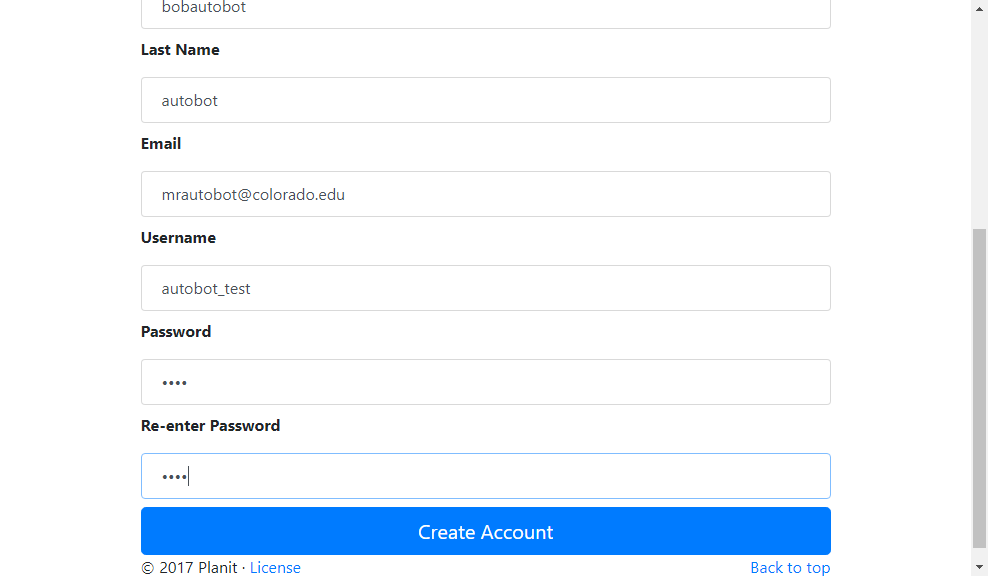 bobautobot
Last Name
autobot
Email
mrautobot@colorado.edu
Username
autobot_test
Password
••••
Re-enter Password
••••
Create Account
© 2017 Planit · License
Back to top